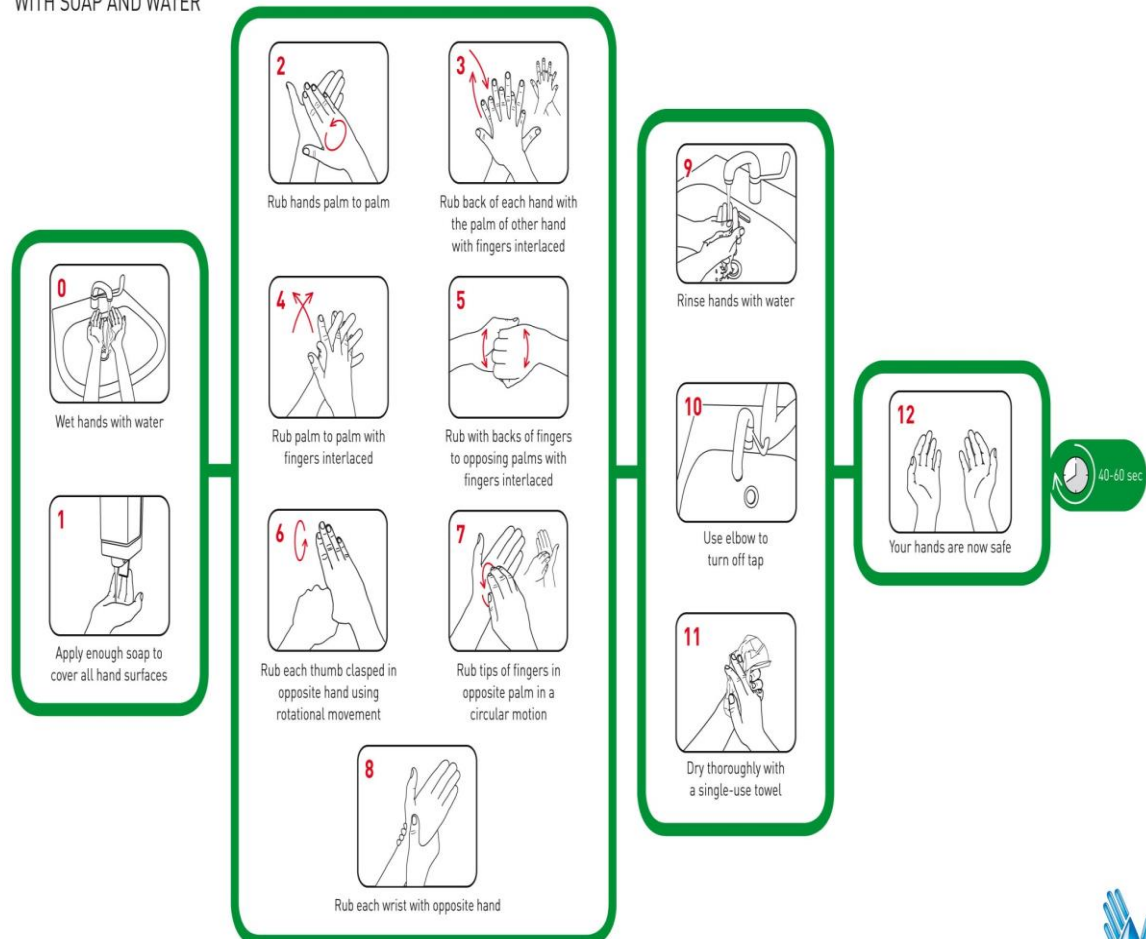 WITH SOAP AND WATER
0
Wet hands with water
1
Apply enough soap to
cover all hand surfaces
2
Rub hands palm to palm
3
Rub back of each hand with
the palm of other hand
with fingers interlaced
4
Rub palm to palm with
fingers interlaced
5
Rub with backs of fingers
to opposing palms with
fingers interlaced
6
Rub each thumb clasped in
opposite hand using
rotational movement
7
Rub tips of fingers in
opposite palm in a
circular motion
8
Rub each wrist with opposite hand
9
Rinse hands with water
10
Use elbow to
turn off tap
11
Dry thoroughly with
a single-use towel
12
Your hands are now safe
40-60 sec